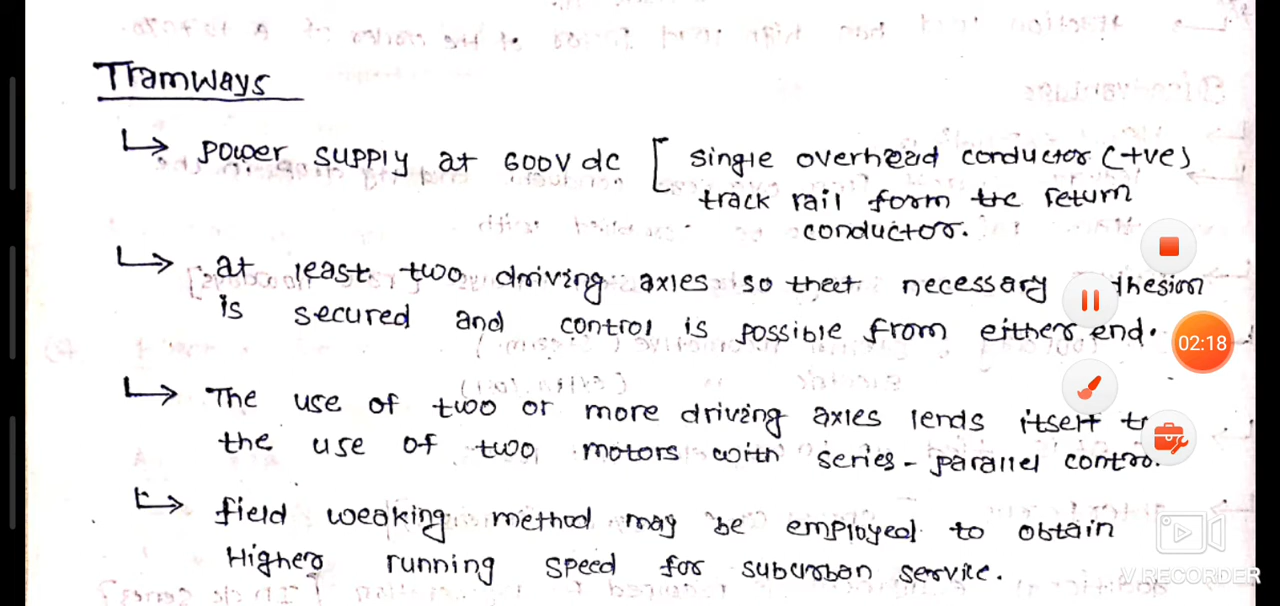 Tramways
↳ power supply at 600V dc [ single overhead conductor (+ve)
track rail form the return
conductor.
↳ at least two driving axles so that necessary thesion
is secured and control is possible from either end.
02:18
↳ The use of two or more driving axles lends itself t
the use of two motors with series-parallel contro
↳ field weaking method may be employed to obtain
Higher running speed for suburban service.
V RECORDER